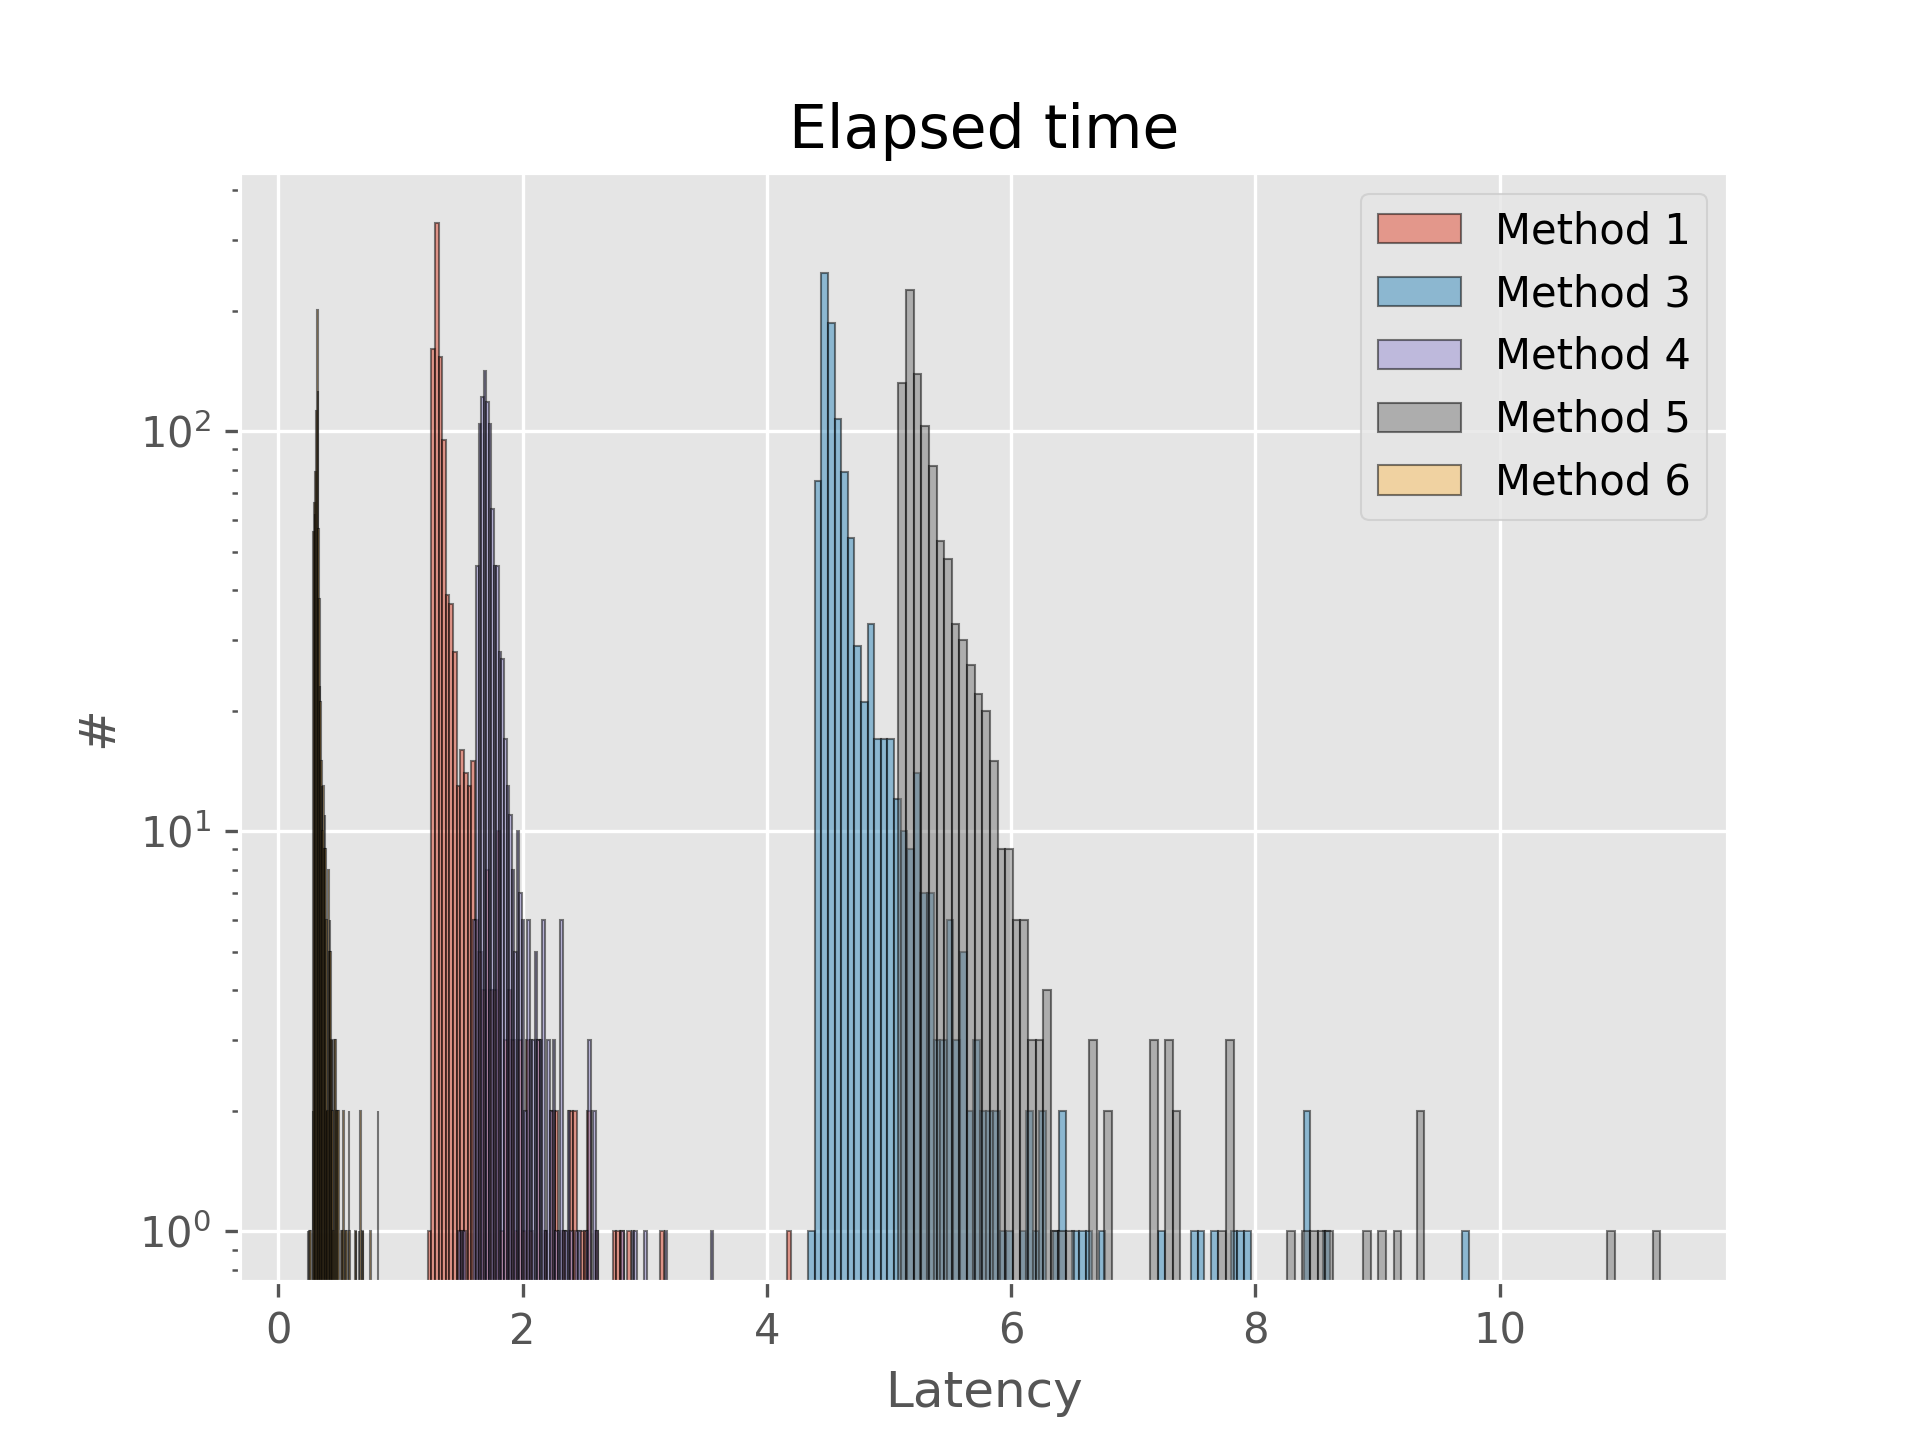 Elapsed time
Method 1
Method 3
Method 4
Method 5
Method 6
#
10²
10¹
10⁰
0 2 4 6 8 10
Latency